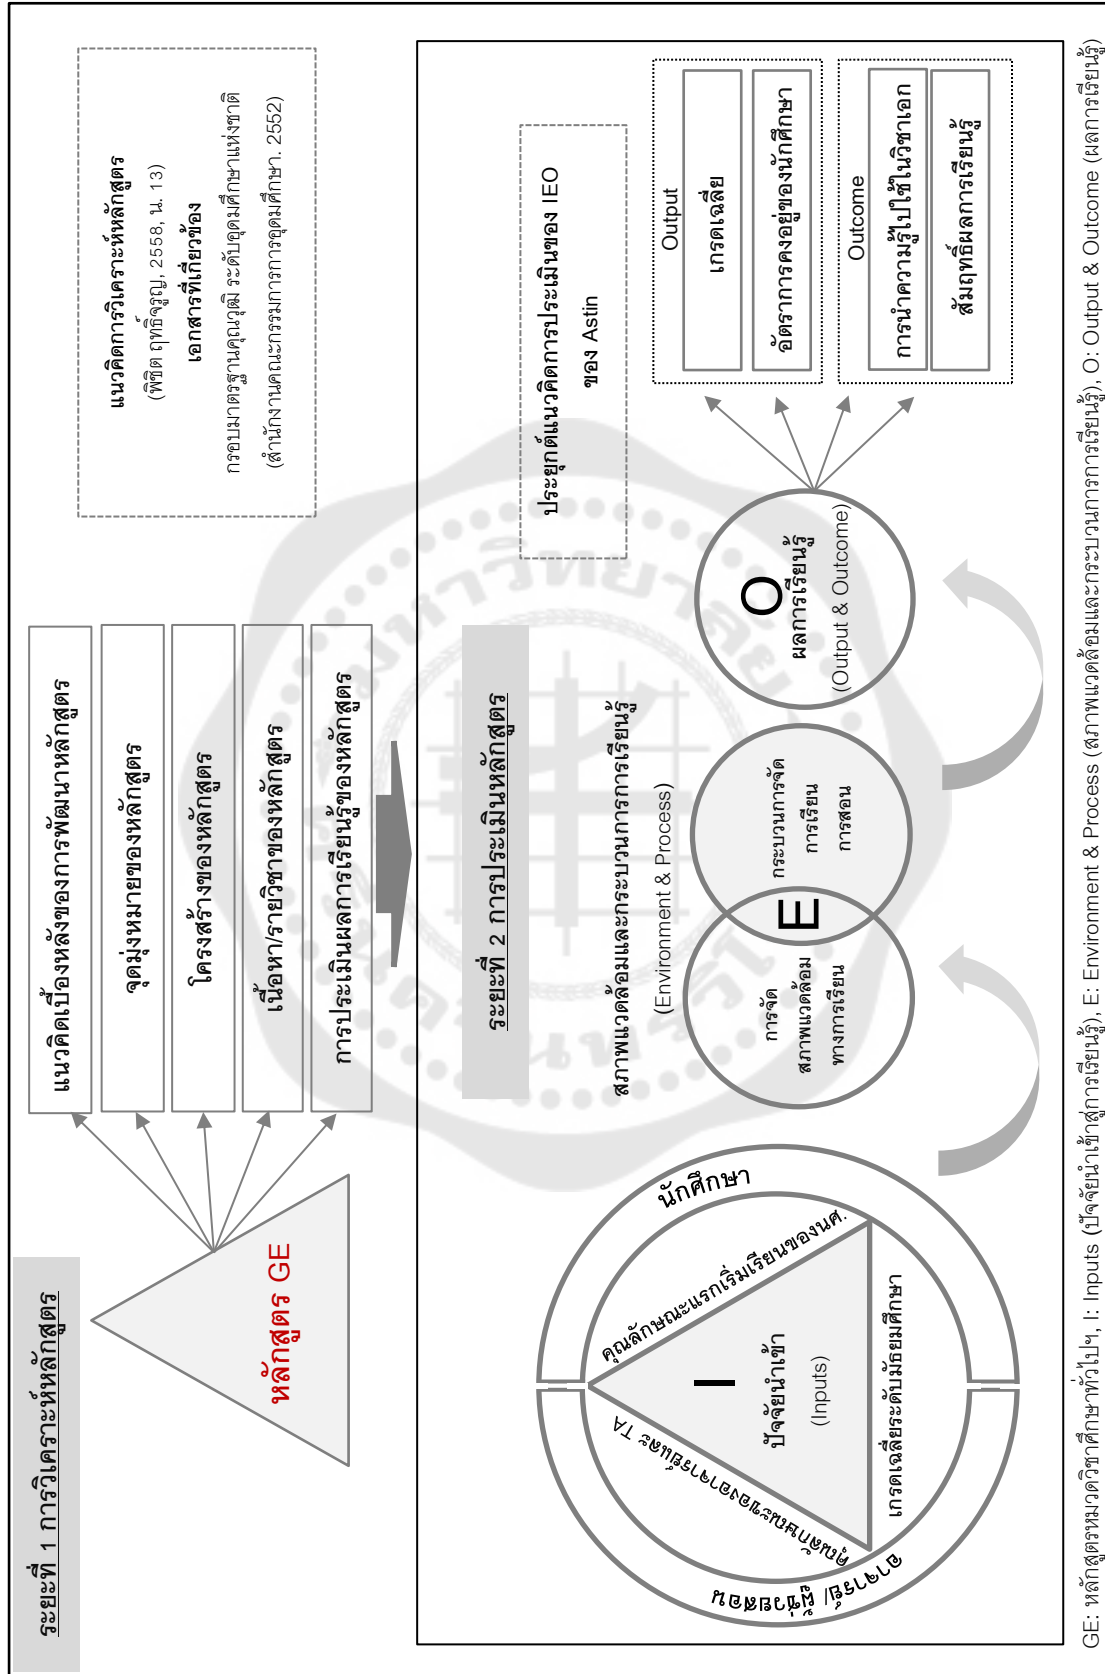 ระยะที่ 1 การวิเคราะห์หลักสูตร
หลักสูตร GE
แนวคิดเบื้องหลังของการพัฒนาหลักสูตร
จุดมุ่งหมายของหลักสูตร
โครงสร้างของหลักสูตร
เนื้อหา/รายวิชาของหลักสูตร
การประเมินผลการเรียนรู้ของหลักสูตร
แนวคิดการวิเคราะห์หลักสูตร
(พิชิต ฤทธิ์จรูญ, 2558, น. 13)
เอกสารที่เกี่ยวข้อง
กรอบมาตรฐานคุณวุฒิ ระดับอุดมศึกษาแห่งชาติ
(สำนักงานคณะกรรมการการอุดมศึกษา. 2552)
ระยะที่ 2 การประเมินหลักสูตร
ประยุกต์แนวคิดการประเมินของ IEO
ของ Astin
อาจารย์/ ผู้ช่วยสอน
นักศึกษา
คุณลักษณะของอาจารย์และ TA
คุณลักษณะแรกเริ่มเรียนของนศ.
I
ปัจจัยนำเข้า
(Inputs)
เกรดเฉลี่ยระดับมัธยมศึกษา
สภาพแวดล้อมและกระบวนการการเรียนรู้
(Environment & Process)
การจัด
สภาพแวดล้อม
ทางการเรียน
E
กระบวนการจัด
การเรียน
การสอน
O
ผลการเรียนรู้
(Output & Outcome)
Output
เกรดเฉลี่ย
อัตราการคงอยู่ของนักศึกษา
Outcome
การนำความรู้ไปใช้ในวิชาเอก
สัมฤทธิ์ผลการเรียนรู้
GE: หลักสูตรหมวดวิชาศึกษาทั่วไปฯ, I: Inputs (ปัจจัยนำเข้าสู่การเรียนรู้), E: Environment & Process (สภาพแวดล้อมและกระบวนการการเรียนรู้), O: Output & Outcome (ผลการเรียนรู้)